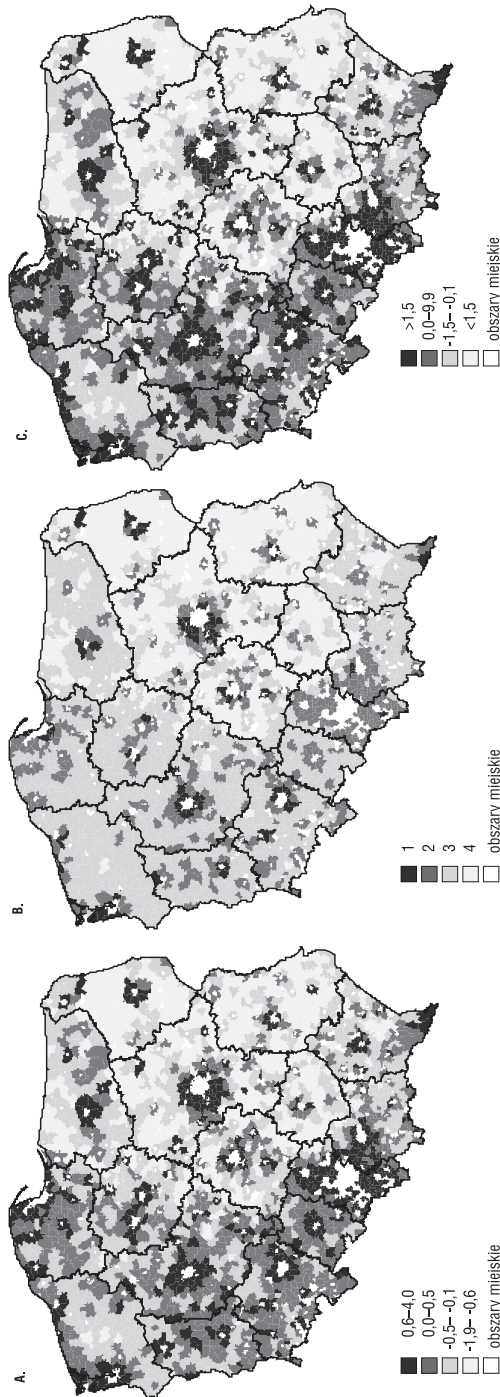 A.
0,6–4,0
0,0–0,5
-0,5– -0,1
-1,9– -0,6
obszary miejskie
B.
1
2
3
4
obszary miejskie
C.
>1,5
0,0–9,9
-1,5– -0,1
<1,5
obszary miejskie